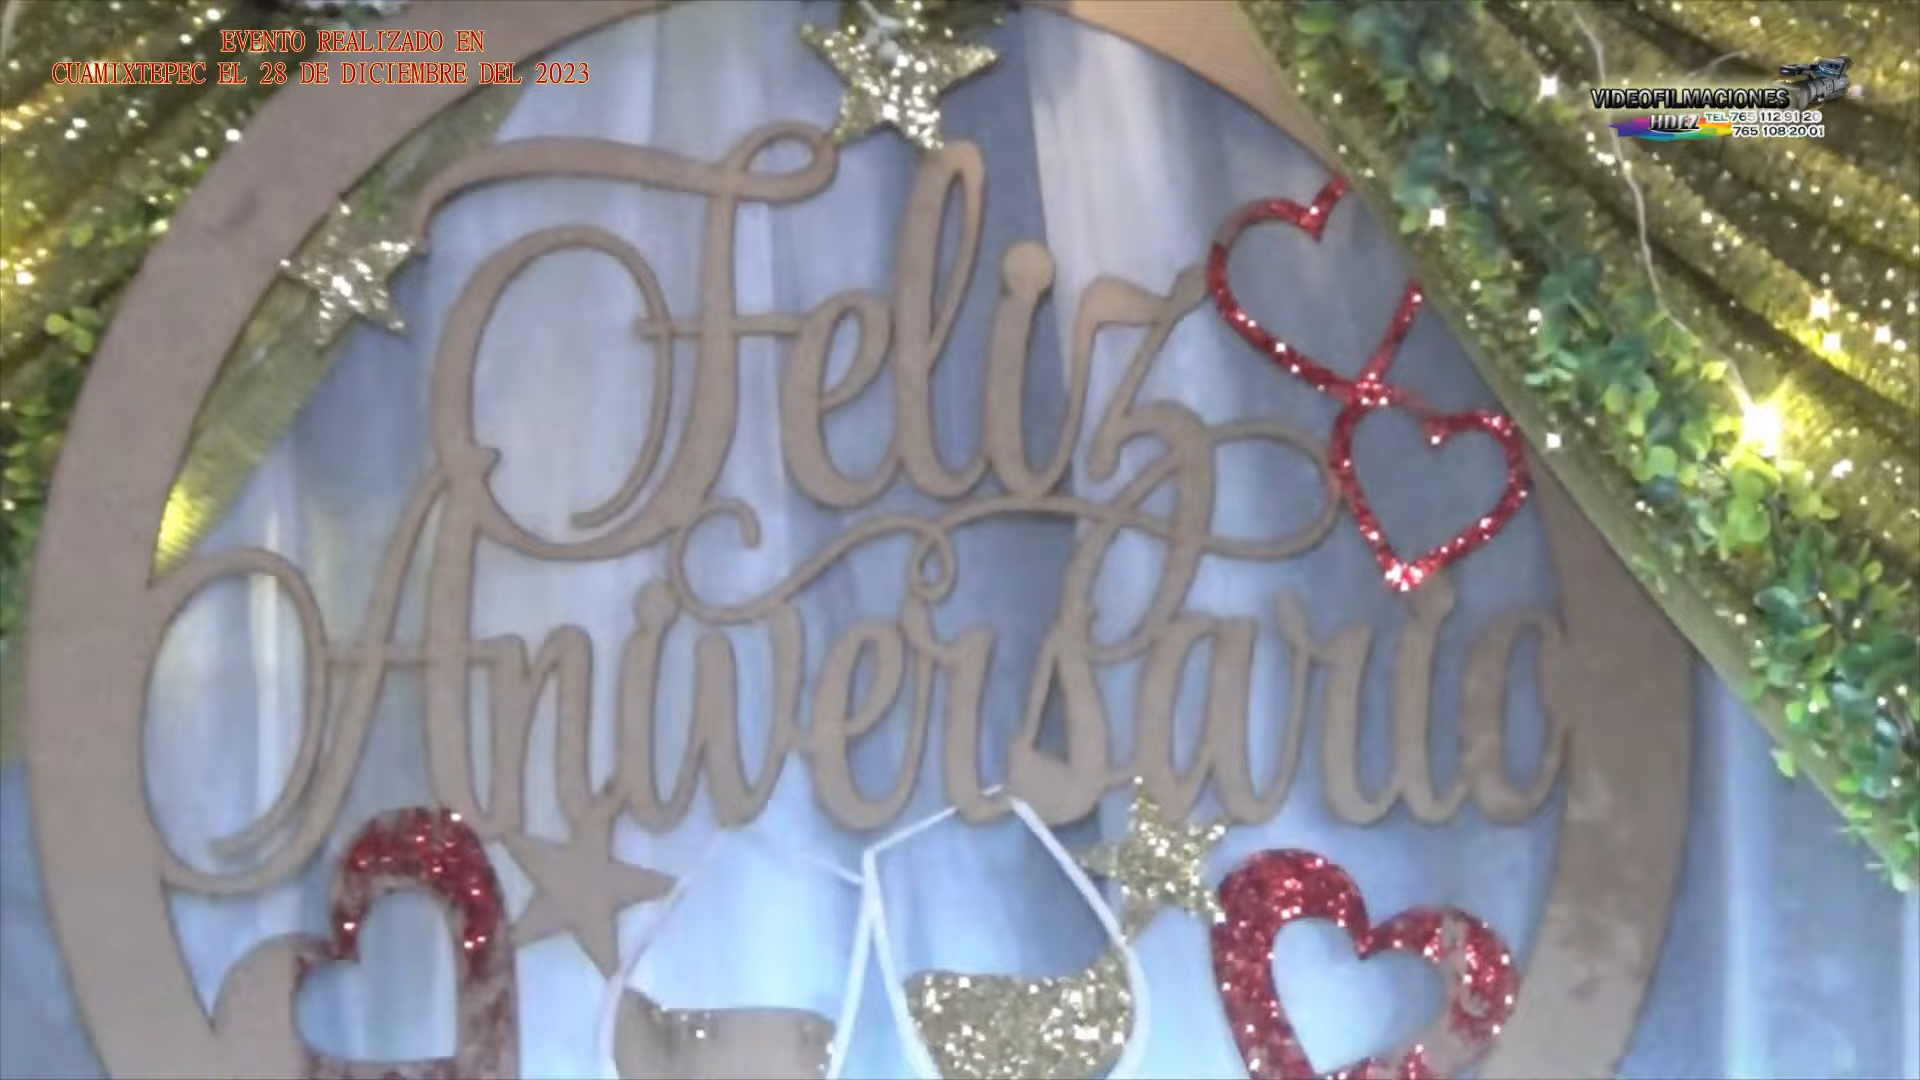 EVENTO REALIZADO EN
CUAMIXTEPEC EL 28 DE DICIEMBRE DEL 2023
VIDEOFILMACIONES
HDEZ TEL 765 112 91 20
765 108 20 01
Feliz
Aniversario